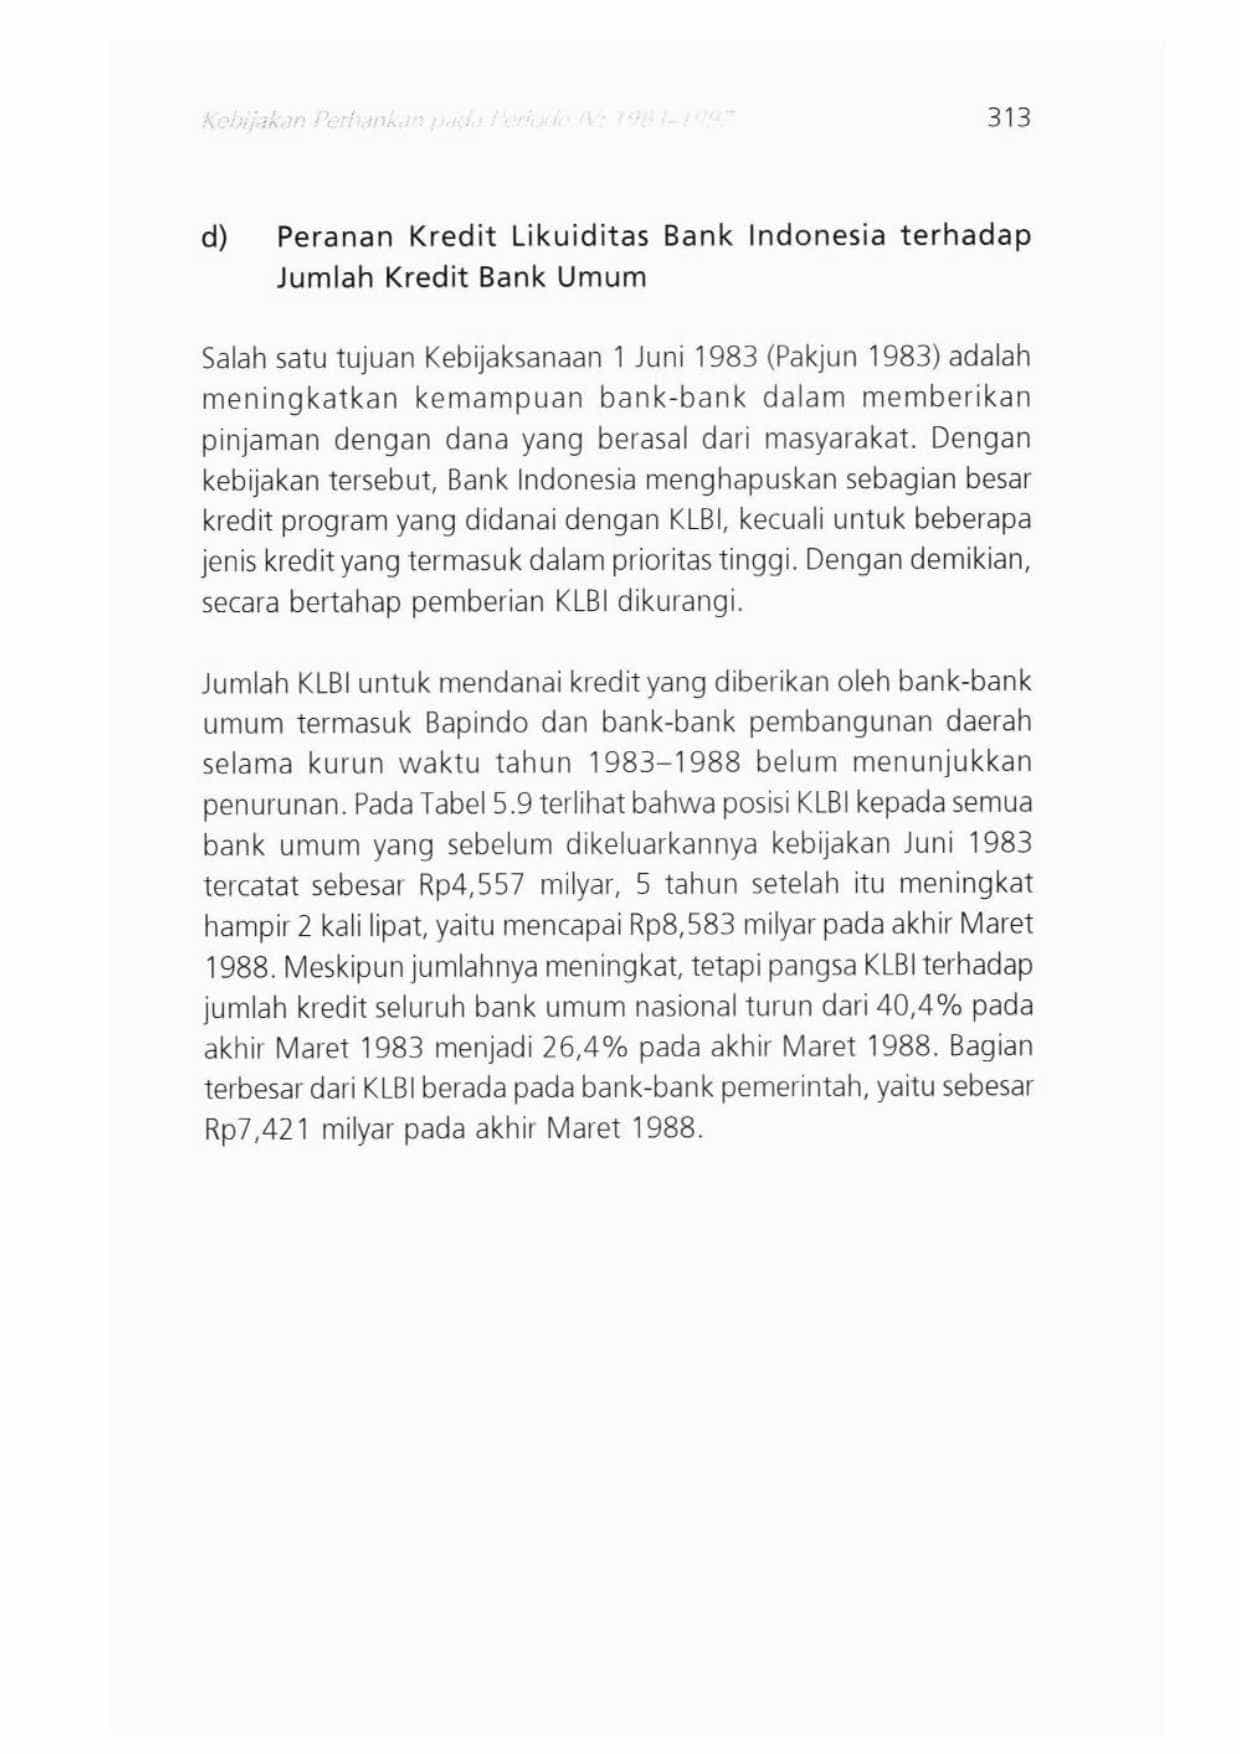 Kebijakan Perbankan pada Periode IV: 1983–1997 313
d) Peranan Kredit Likuiditas Bank Indonesia terhadap
Jumlah Kredit Bank Umum
Salah satu tujuan Kebijaksanaan 1 Juni 1983 (Pakjun 1983) adalah
meningkatkan kemampuan bank-bank dalam memberikan
pinjaman dengan dana yang berasal dari masyarakat. Dengan
kebijakan tersebut, Bank Indonesia menghapuskan sebagian besar
kredit program yang didanai dengan KLBI, kecuali untuk beberapa
jenis kredit yang termasuk dalam prioritas tinggi. Dengan demikian,
secara bertahap pemberian KLBI dikurangi.
Jumlah KLBI untuk mendanai kredit yang diberikan oleh bank-bank
umum termasuk Bapindo dan bank-bank pembangunan daerah
selama kurun waktu tahun 1983–1988 belum menunjukkan
penurunan. Pada Tabel 5.9 terlihat bahwa posisi KLBI kepada semua
bank umum yang sebelum dikeluarkannya kebijakan Juni 1983
tercatat sebesar Rp4,557 milyar, 5 tahun setelah itu meningkat
hampir 2 kali lipat, yaitu mencapai Rp8,583 milyar pada akhir Maret
1988. Meskipun jumlahnya meningkat, tetapi pangsa KLBI terhadap
jumlah kredit seluruh bank umum nasional turun dari 40,4% pada
akhir Maret 1983 menjadi 26,4% pada akhir Maret 1988. Bagian
terbesar dari KLBI berada pada bank-bank pemerintah, yaitu sebesar
Rp7,421 milyar pada akhir Maret 1988.